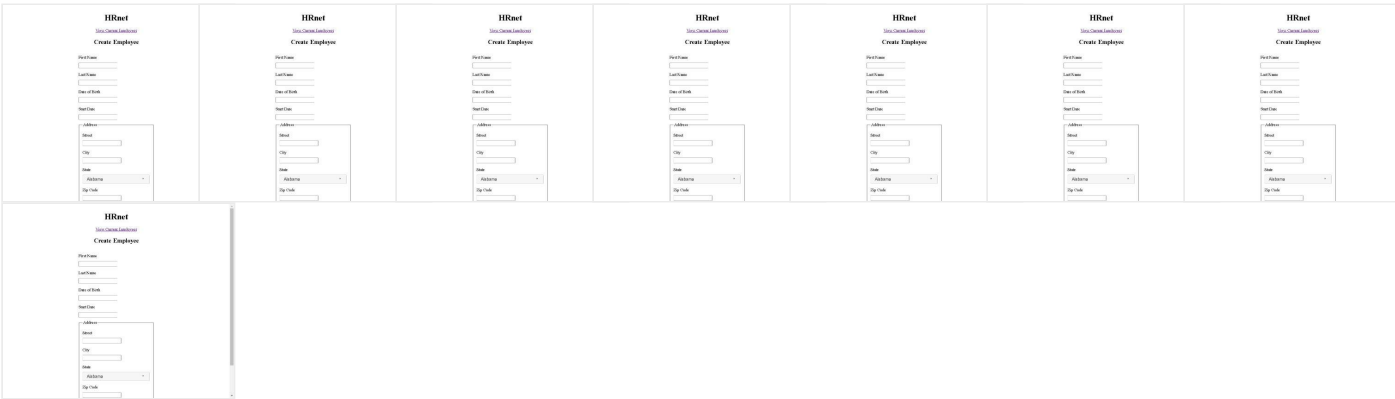 HRnet
View Current Employees
Create Employee
First Name
Last Name
Date of Birth
Start Date
Address
Street
City
State
Alabama
Zip Code
HRnet
View Current Employees
Create Employee
First Name
Last Name
Date of Birth
Start Date
Address
Street
City
State
Alabama
Zip Code
HRnet
View Current Employees
Create Employee
First Name
Last Name
Date of Birth
Start Date
Address
Street
City
State
Alabama
Zip Code
HRnet
View Current Employees
Create Employee
First Name
Last Name
Date of Birth
Start Date
Address
Street
City
State
Alabama
Zip Code
HRnet
View Current Employees
Create Employee
First Name
Last Name
Date of Birth
Start Date
Address
Street
City
State
Alabama
Zip Code
HRnet
View Current Employees
Create Employee
First Name
Last Name
Date of Birth
Start Date
Address
Street
City
State
Alabama
Zip Code
HRnet
View Current Employees
Create Employee
First Name
Last Name
Date of Birth
Start Date
Address
Street
City
State
Alabama
Zip Code
HRnet
View Current Employees
Create Employee
First Name
Last Name
Date of Birth
Start Date
Address
Street
City
State
Alabama
Zip Code